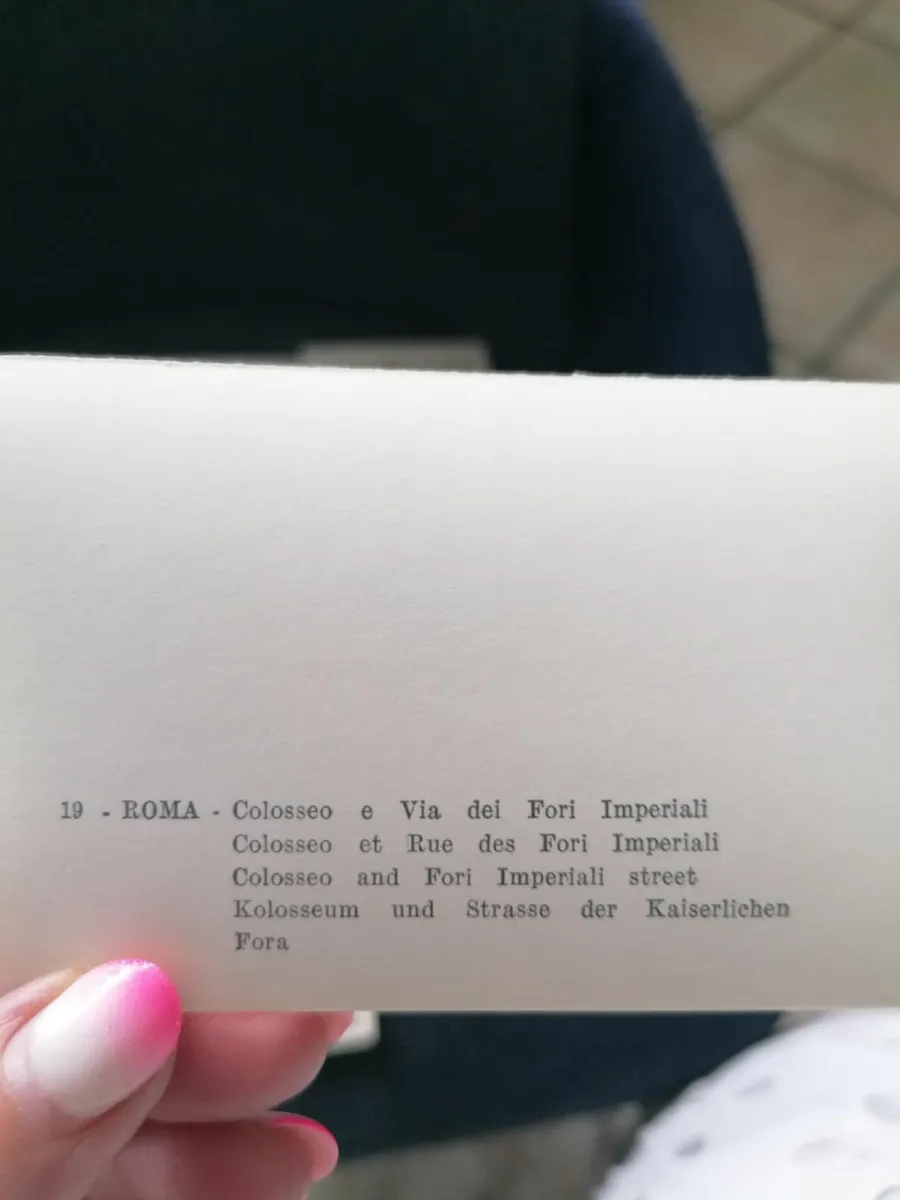 19 - ROMA - Colosseo e Via dei Fori Imperiali
Colosseo et Rue des Fori Imperiali
Colosseo and Fori Imperiali street
Kolosseum und Strasse der Kaiserlichen
Fora